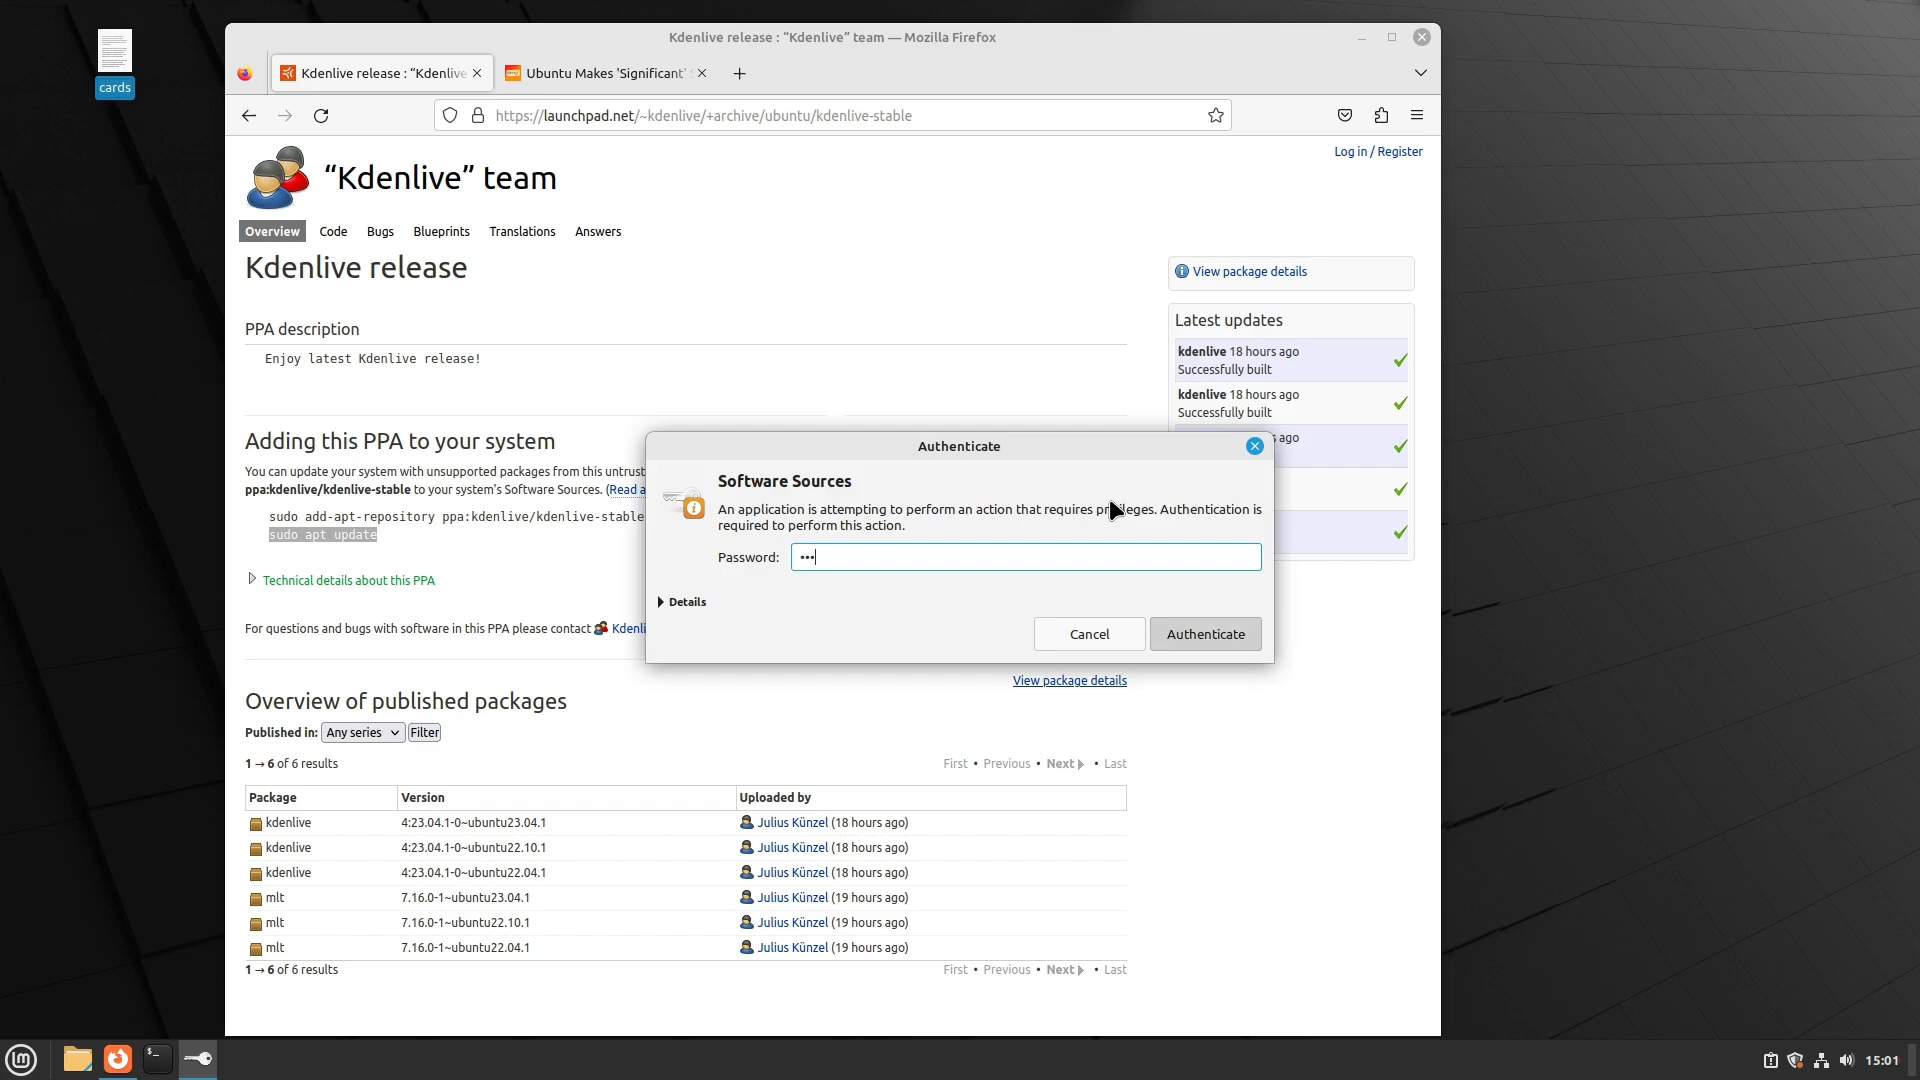 cards
Kdenlive release : “Kdenlive” team — Mozilla Firefox
Kdenlive release : “Kdenlive
Ubuntu Makes 'Significant'
https://launchpad.net/~kdenlive/+archive/ubuntu/kdenlive-stable
Log in / Register
“Kdenlive” team
Overview Code Bugs Blueprints Translations Answers
Kdenlive release
View package details
PPA description
Enjoy latest Kdenlive release!
Latest updates
kdenlive 18 hours ago
Successfully built
kdenlive 18 hours ago
Successfully built
ago
Adding this PPA to your system
You can update your system with unsupported packages from this untrust
ppa:kdenlive/kdenlive-stable to your system's Software Sources. (Read a
sudo add-apt-repository ppa:kdenlive/kdenlive-stable
sudo apt update
Technical details about this PPA
For questions and bugs with software in this PPA please contact Kdenli
Authenticate
Software Sources
An application is attempting to perform an action that requires pr leges. Authentication is
required to perform this action.
Password: •••
Details
Cancel Authenticate
View package details
Overview of published packages
Published in: Any series Filter
1 → 6 of 6 results
First • Previous • Next • Last
Package Version Uploaded by
kdenlive 4:23.04.1-0~ubuntu23.04.1 Julius Künzel (18 hours ago)
kdenlive 4:23.04.1-0~ubuntu22.10.1 Julius Künzel (18 hours ago)
kdenlive 4:23.04.1-0~ubuntu22.04.1 Julius Künzel (18 hours ago)
mlt 7.16.0-1~ubuntu23.04.1 Julius Künzel (19 hours ago)
mlt 7.16.0-1~ubuntu22.10.1 Julius Künzel (19 hours ago)
mlt 7.16.0-1~ubuntu22.04.1 Julius Künzel (19 hours ago)
1 → 6 of 6 results
First • Previous • Next • Last
15:01